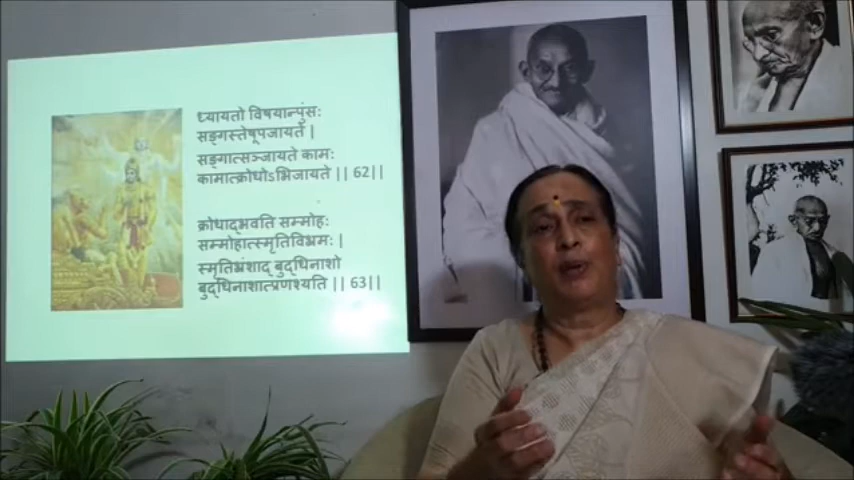 ध्यायतो विषयान्पुंसः
सङ्गस्तेषूपजायते |
सङ्गात्सञ्जायते कामः
कामात्क्रोधोऽभिजायते || 62||
क्रोधाद्भवति सम्मोहः
सम्मोहात्स्मृतिविभ्रमः |
स्मृतिभ्रंशाद् बुद्धिनाशो
बुद्धिनाशात्प्रणश्यति || 63||